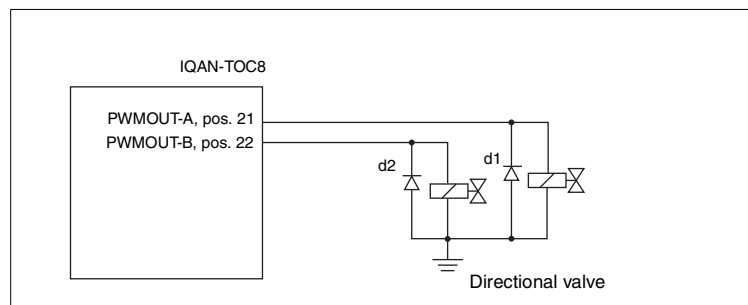 IQAN-TOC8
PWMOUT-A, pos. 21
PWMOUT-B, pos. 22
d2
d1
Directional valve